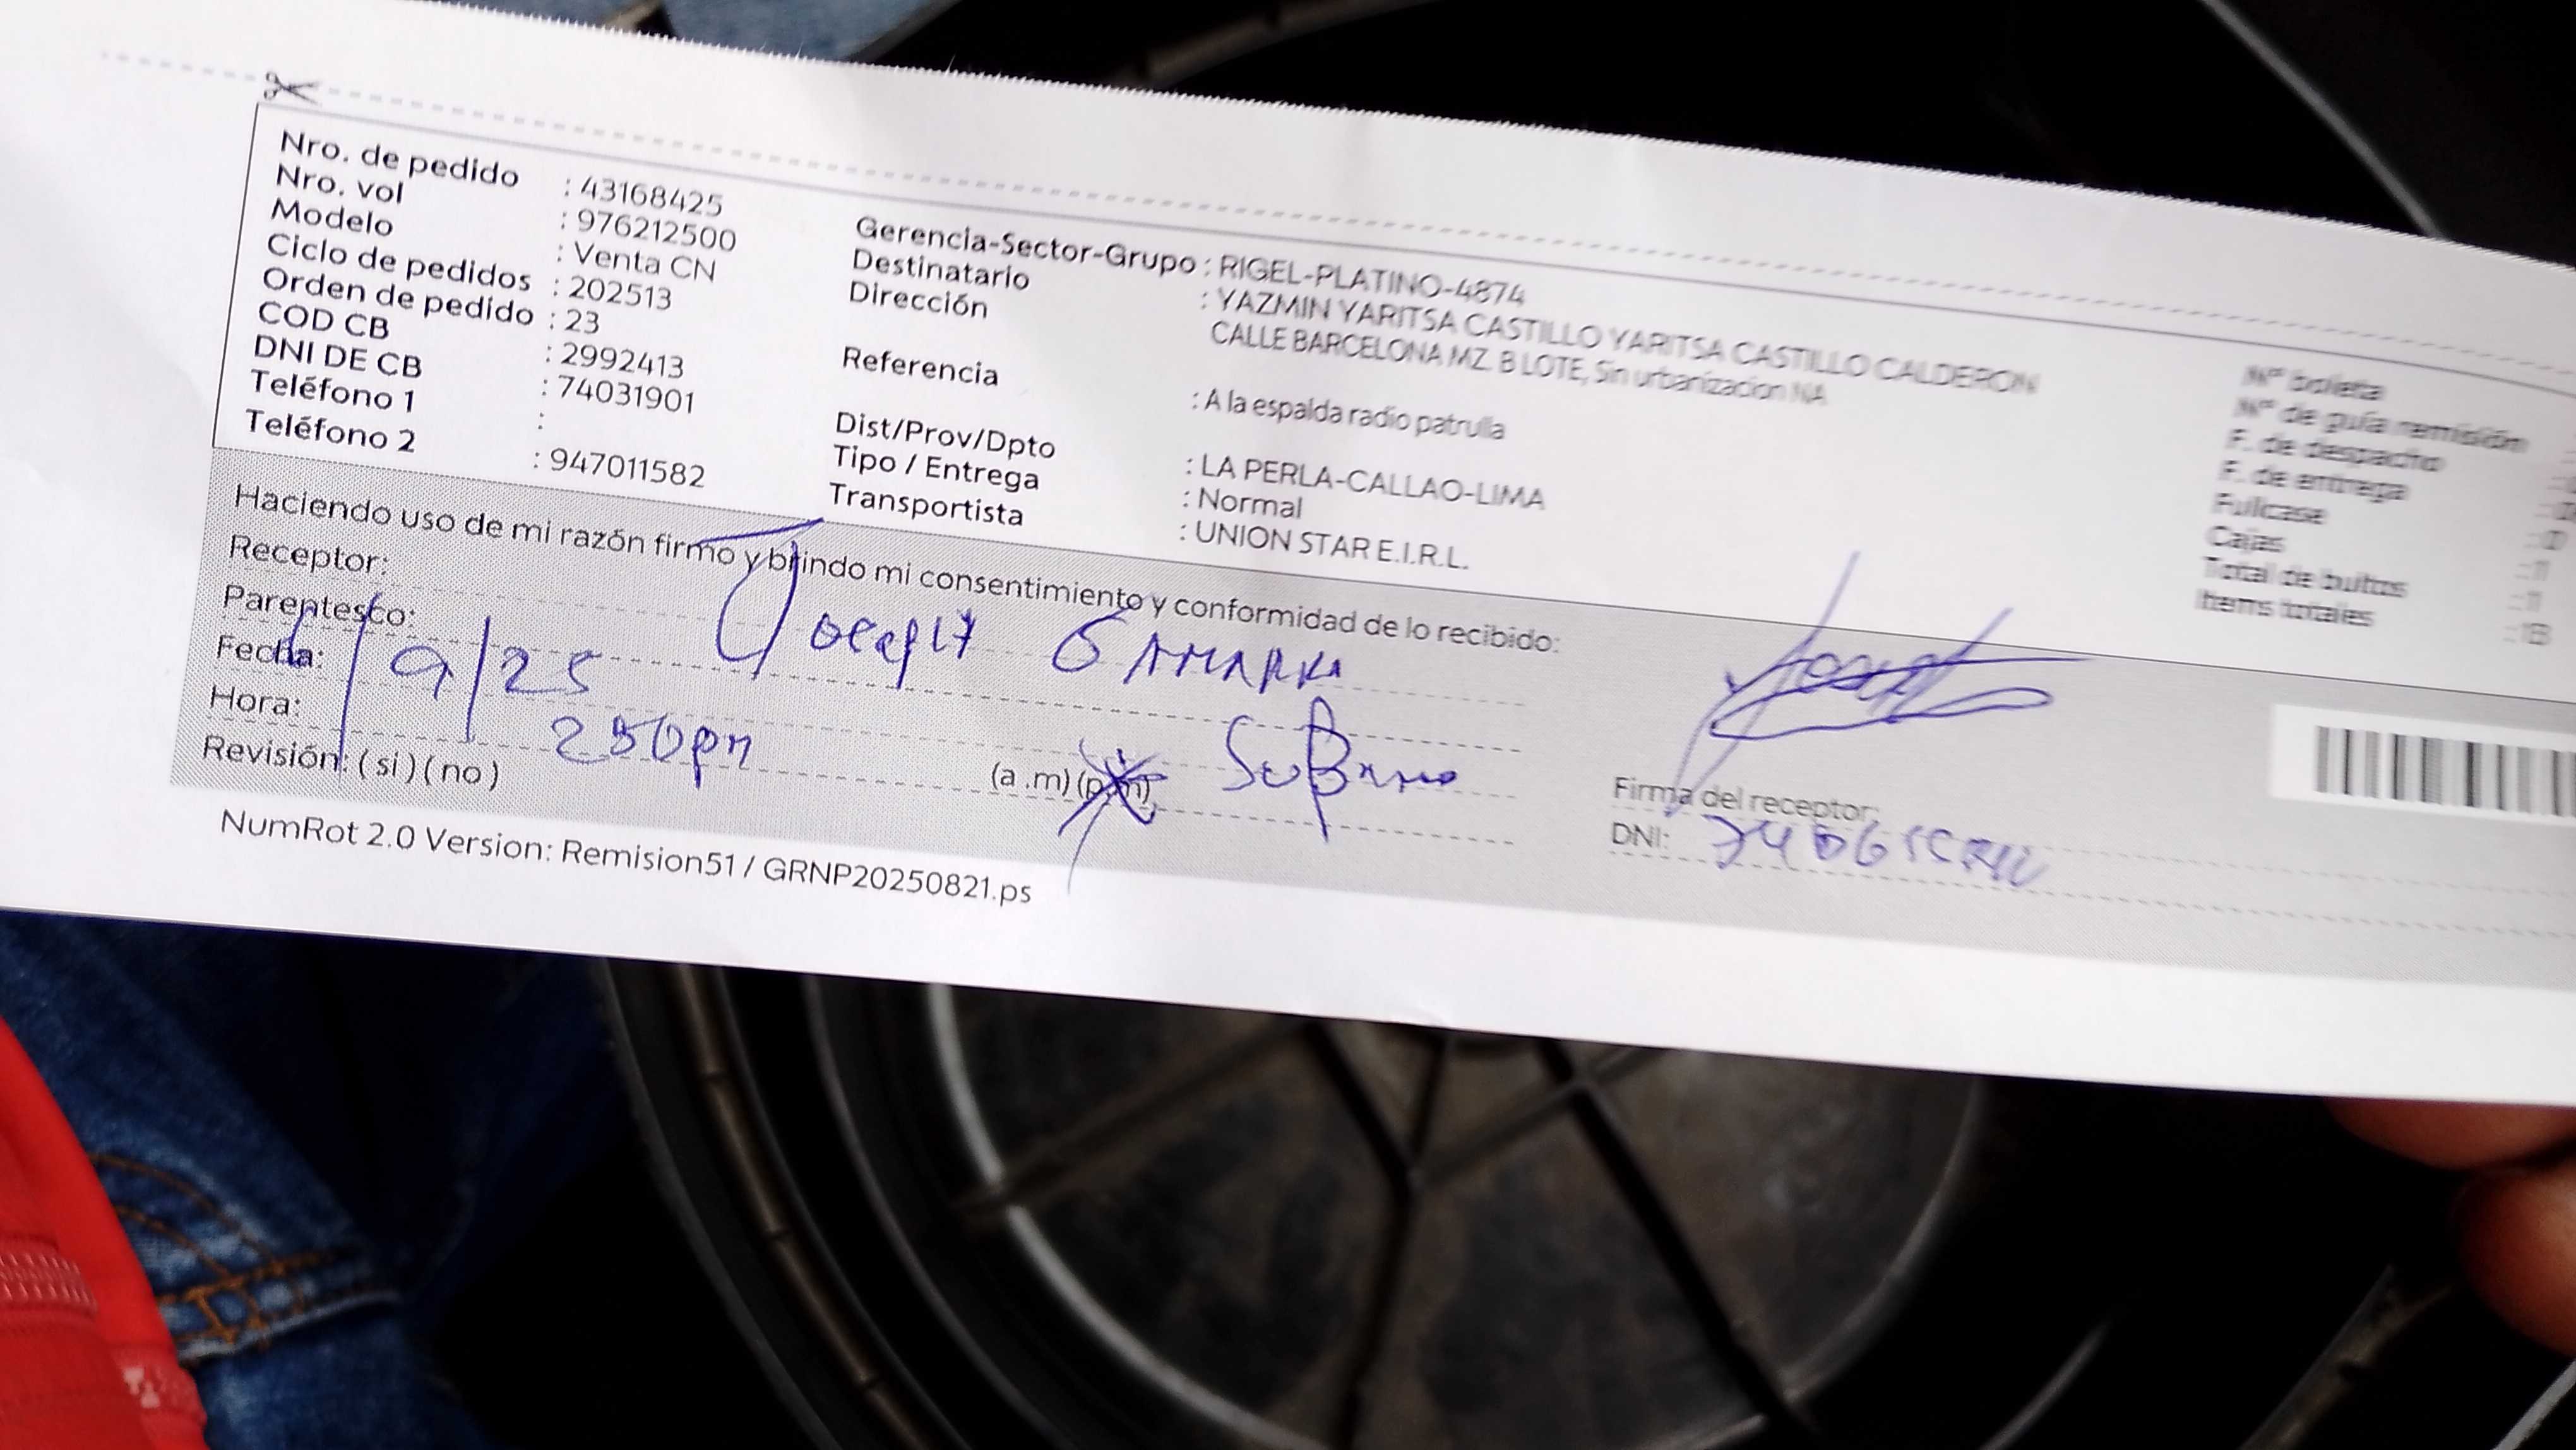 Nro. de pedido : 43168425
Nro. vol : 976212500
Modelo : Venta CN
Ciclo de pedidos : 202513
Orden de pedido : 23
COD CB : 2992413
DNI DE CB : 74031901
Teléfono 1 :
Teléfono 2 : 947011582
Gerencia-Sector-Grupo : RIGEL-PLATINO-4874
Destinatario : YAZMIN YARITSA CASTILLO YARITSA CASTILLO CALDERON
Dirección CALLE BARCELONA MZ. B LOTE, Sin urbanizacion NA
Referencia : A la espalda radio patrulla
Dist/Prov/Dpto : LA PERLA-CALLAO-LIMA
Tipo / Entrega : Normal
Transportista : UNION STAR E.I.R.L.
Nº boleta
Nº de guía remisión
F. de despacho
F. de entrega
Fullcase
Cajas
Total de bultos
Items totales
Haciendo uso de mi razón firmo y brindo mi consentimiento y conformidad de lo recibido:
Receptor: Joseph GAMARRA
Parentesco:
Fecha: /9/25
Hora: 250pm (a .m) (p.m)
Revisión: ( si ) ( no )
Firma del receptor:
DNI:
NumRot 2.0 Version: Remision51 / GRNP20250821.ps